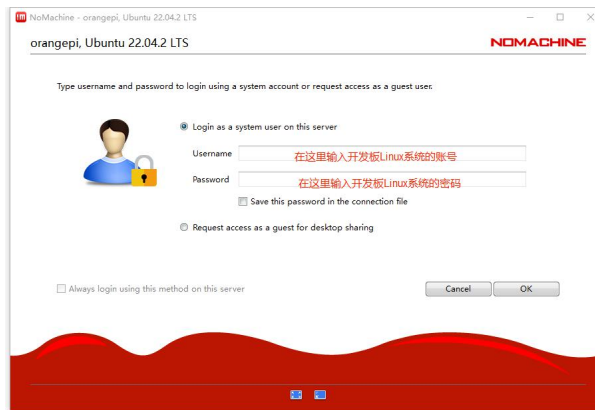 NoMachine - orangepi, Ubuntu 22.04.2 LTS
orangepi, Ubuntu 22.04.2 LTS
NOMACHINE
Type username and password to login using a system account or request access as a guest user.
Login as a system user on this server
Username 在这里输入开发板Linux系统的账号
Password 在这里输入开发板Linux系统的密码
Save this password in the connection file
Request access as a guest for desktop sharing
Always login using this method on this server
Cancel OK